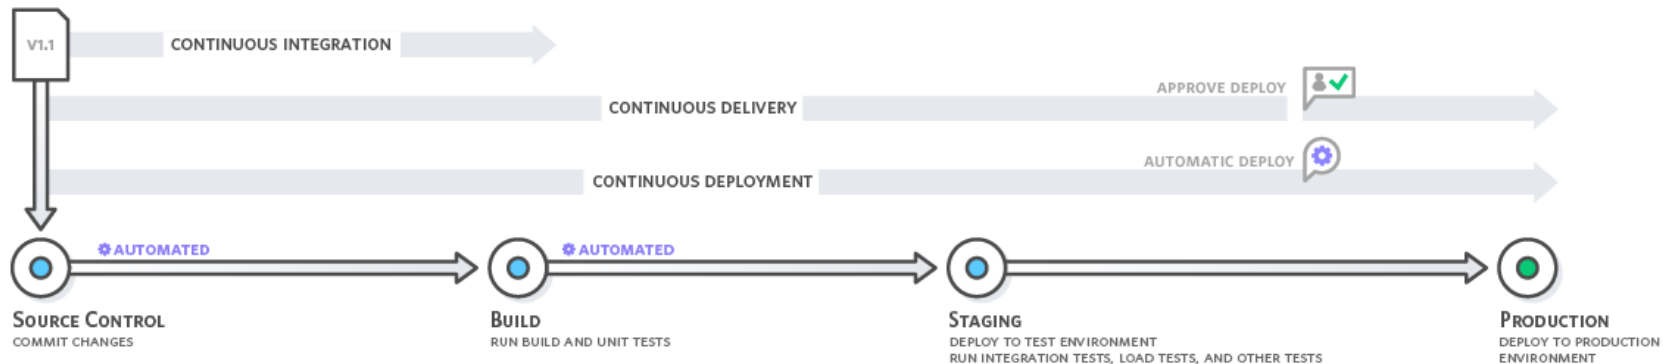 V1.1
CONTINUOUS INTEGRATION
APPROVE DEPLOY
CONTINUOUS DELIVERY
AUTOMATIC DEPLOY
CONTINUOUS DEPLOYMENT
AUTOMATED
AUTOMATED
SOURCE CONTROL
COMMIT CHANGES
BUILD
RUN BUILD AND UNIT TESTS
STAGING
DEPLOY TO TEST ENVIRONMENT
RUN INTEGRATION TESTS, LOAD TESTS, AND OTHER TESTS
PRODUCTION
DEPLOY TO PRODUCTION
ENVIRONMENT